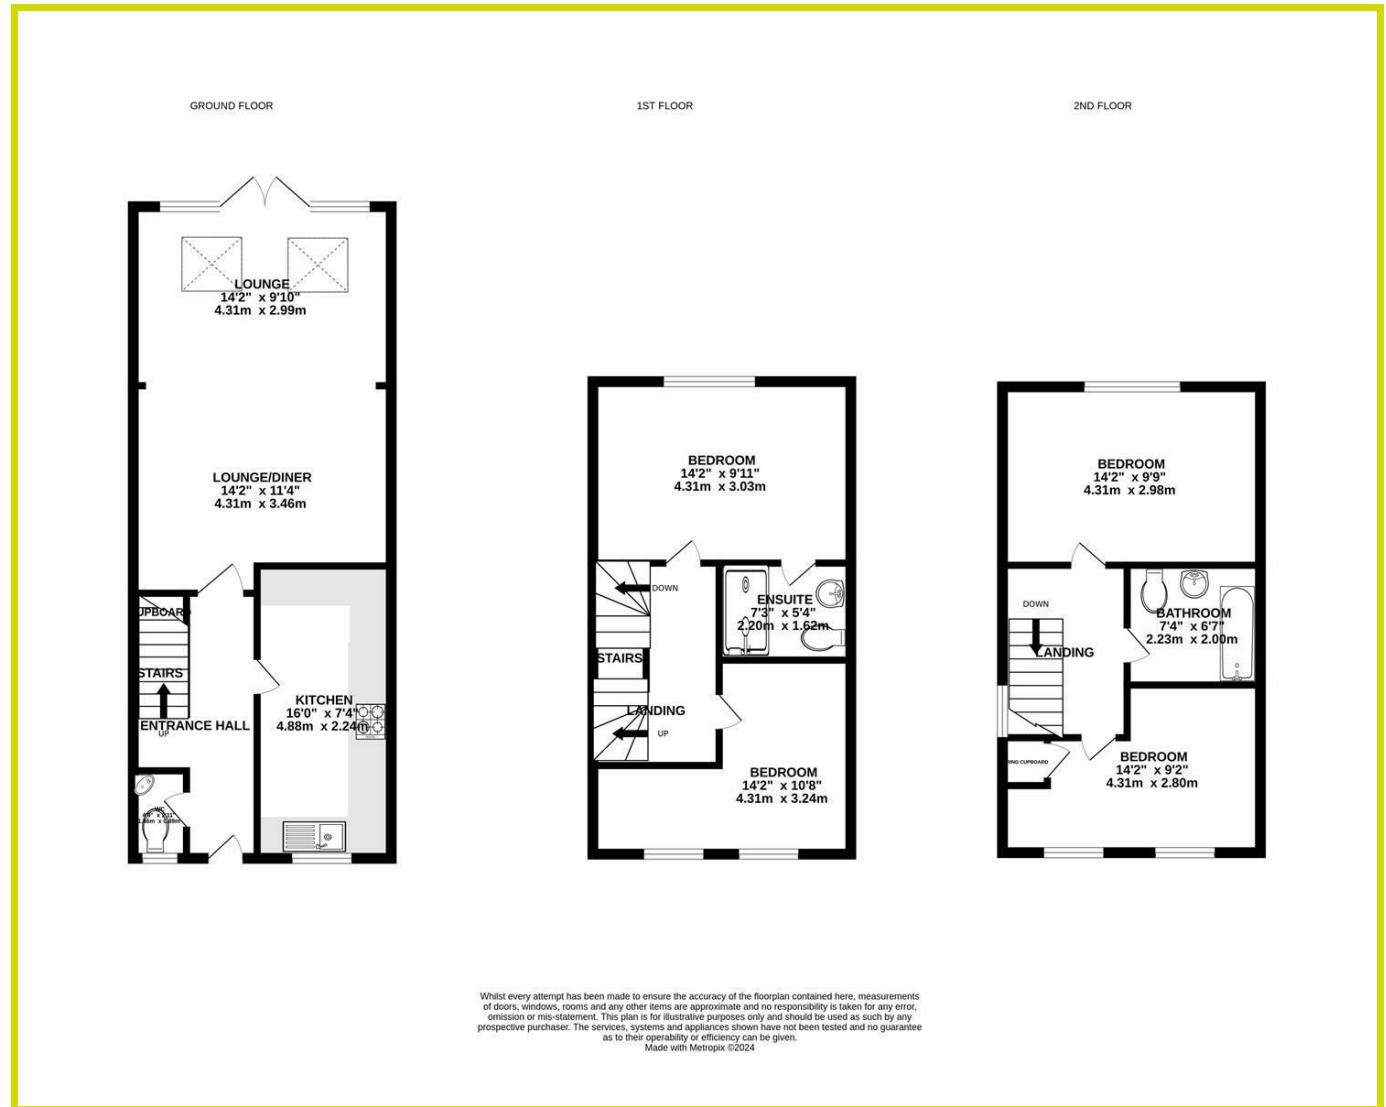 GROUND FLOOR
1ST FLOOR
2ND FLOOR
LOUNGE
14'2" x 9'10"
4.31m x 2.99m
LOUNGE/DINER
14'2" x 11'4"
4.31m x 3.46m
UPBOARD
STAIRS
ENTRANCE HALL
UP
KITCHEN
16'0" x 7'4"
4.88m x 2.24m
WC
BEDROOM
14'2" x 9'11"
4.31m x 3.03m
DOWN
ENSUITE
7'3" x 5'4"
2.20m x 1.62m
STAIRS
LANDING
UP
BEDROOM
14'2" x 10'8"
4.31m x 3.24m
BEDROOM
14'2" x 9'9"
4.31m x 2.98m
DOWN
LANDING
BATHROOM
7'4" x 6'7"
2.23m x 2.00m
RING CUPBOARD
BEDROOM
14'2" x 9'2"
4.31m x 2.80m
Whilst every attempt has been made to ensure the accuracy of the floorplan contained here, measurements
of doors, windows, rooms and any other items are approximate and no responsibility is taken for any error,
omission or mis-statement. This plan is for illustrative purposes only and should be used as such by any
prospective purchaser. The services, systems and appliances shown have not been tested and no guarantee
as to their operability or efficiency can be given.
Made with Metropix ©2024